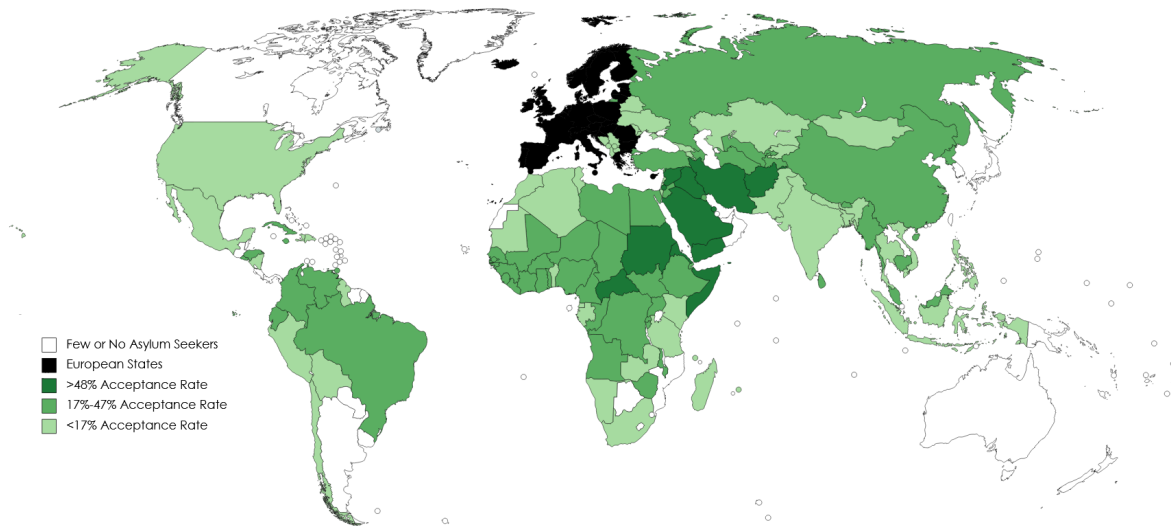 Few or No Asylum Seekers
European States
>48% Acceptance Rate
17%-47% Acceptance Rate
<17% Acceptance Rate